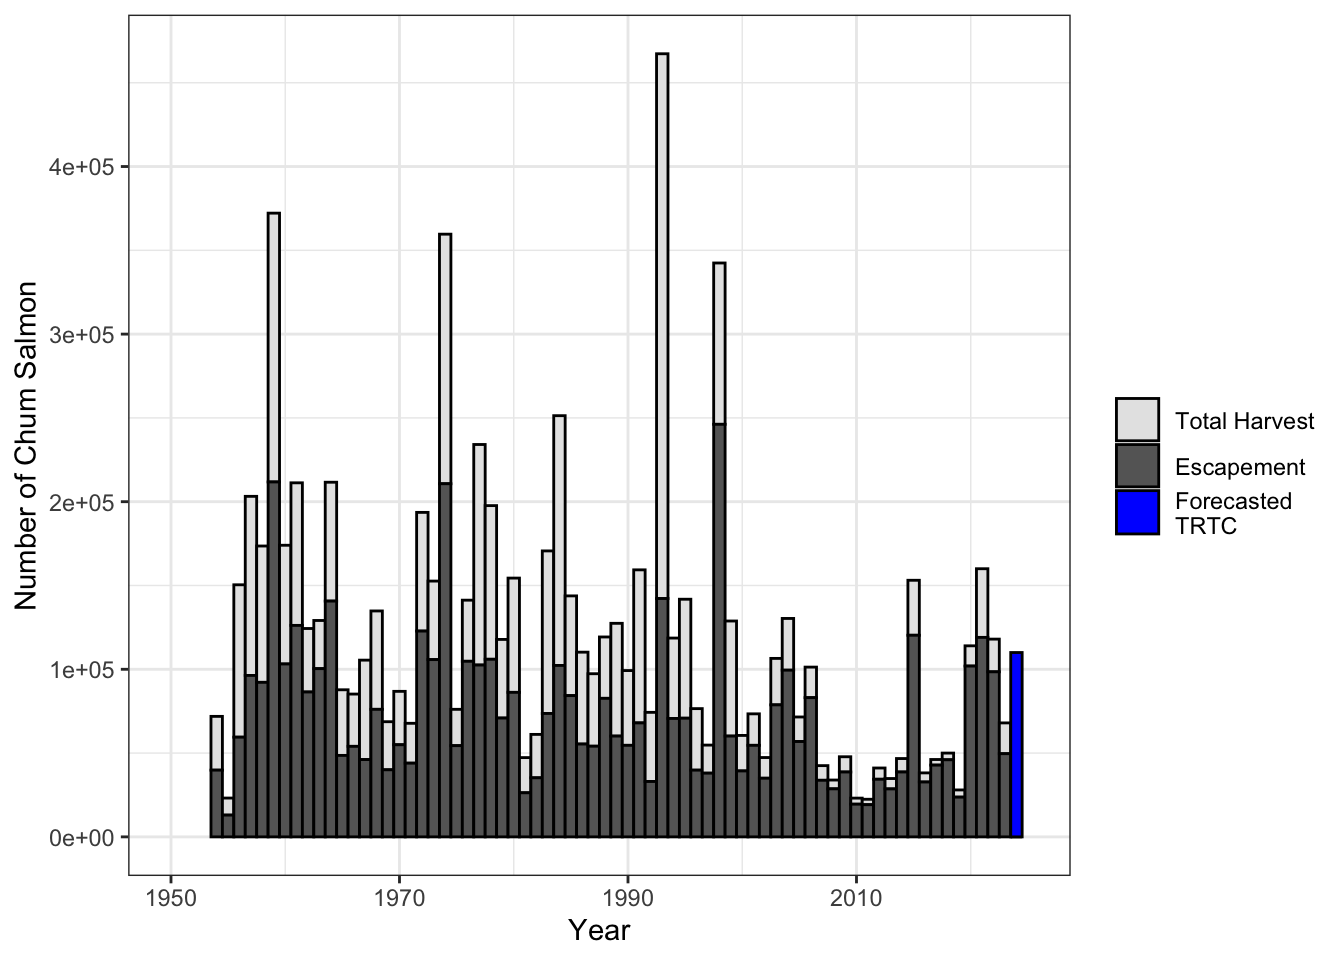 Number of Chum Salmon
4e+05
3e+05
2e+05
1e+05
0e+00
1950
1970
1990
2010
Year
Total Harvest
Escapement
Forecasted
TRTC